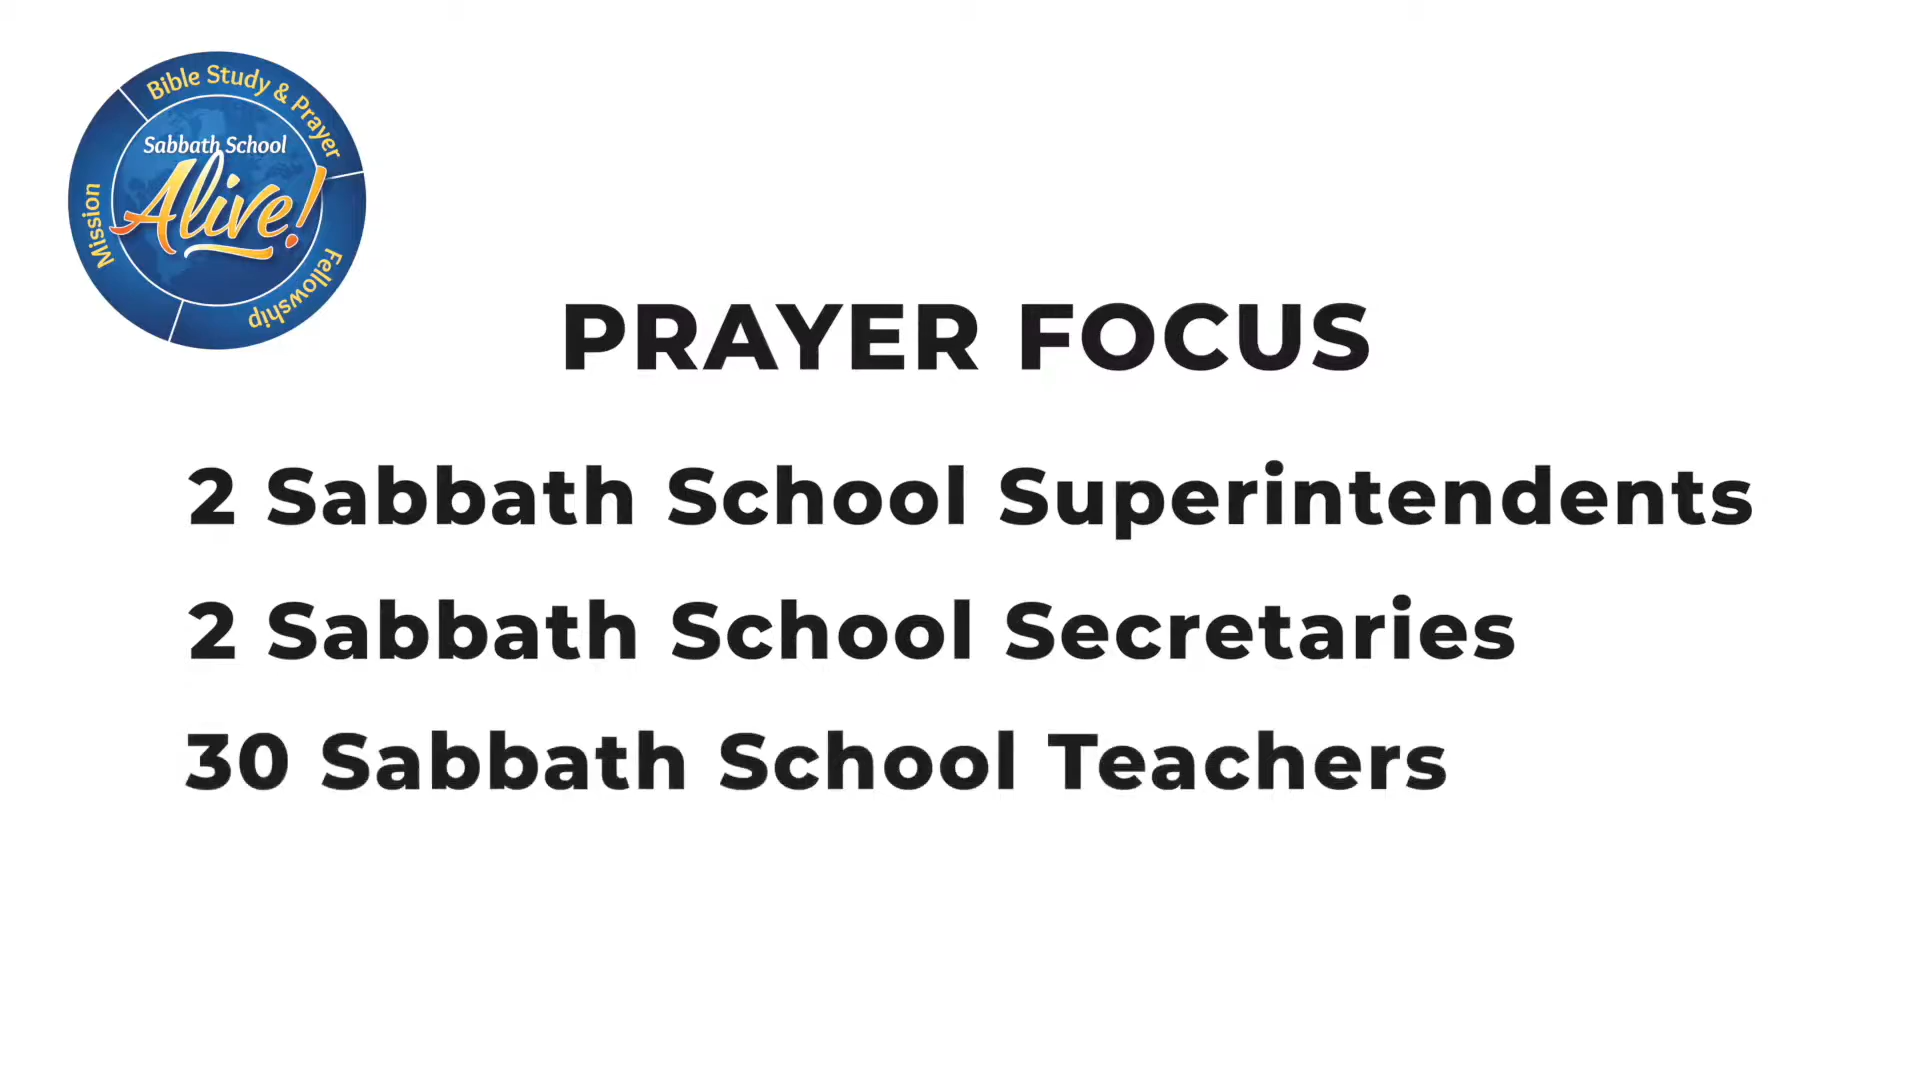 Bible Study & Prayer
Sabbath School
Alive!
Mission
Fellowship
PRAYER FOCUS
2 Sabbath School Superintendents
2 Sabbath School Secretaries
30 Sabbath School Teachers